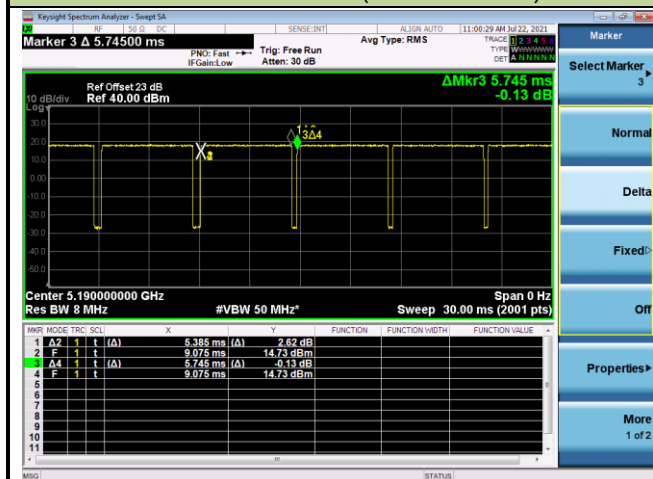 Keysight Spectrum Analyzer - Swept SA
RF 50 Ω DC SENSE:INT ALIGN AUTO 11:00:29 AM Jul 22, 2021
Marker 3 Δ 5.74500 ms
PNO: Fast
IFGain:Low
Trig: Free Run
Atten: 30 dB
Avg Type: RMS
TRACE 1 2 3 4 5 6
TYPE WWWWWW
DET A N N N N N
Ref Offset 23 dB
10 dB/div Ref 40.00 dBm
Log
ΔMkr3 5.745 ms
-0.13 dB
30.0
20.0
10.0
0.00
-10.0
-20.0
-30.0
-40.0
-50.0
3Δ4
Center 5.190000000 GHz
Span 0 Hz
Res BW 8 MHz
#VBW 50 MHz*
Sweep 30.00 ms (2001 pts)
MKR MODE TRC SCL X Y FUNCTION FUNCTION WIDTH FUNCTION VALUE
1 Δ2 1 t (Δ) 5.385 ms (Δ) 2.62 dB
2 F 1 t 9.075 ms 14.73 dBm
3 Δ4 1 t (Δ) 5.745 ms (Δ) -0.13 dB
4 F 1 t 9.075 ms 14.73 dBm
5
6
7
8
9
10
11
MSG
STATUS
Marker
Select Marker
3
Normal
Delta
Fixed
Off
Properties
More
1 of 2